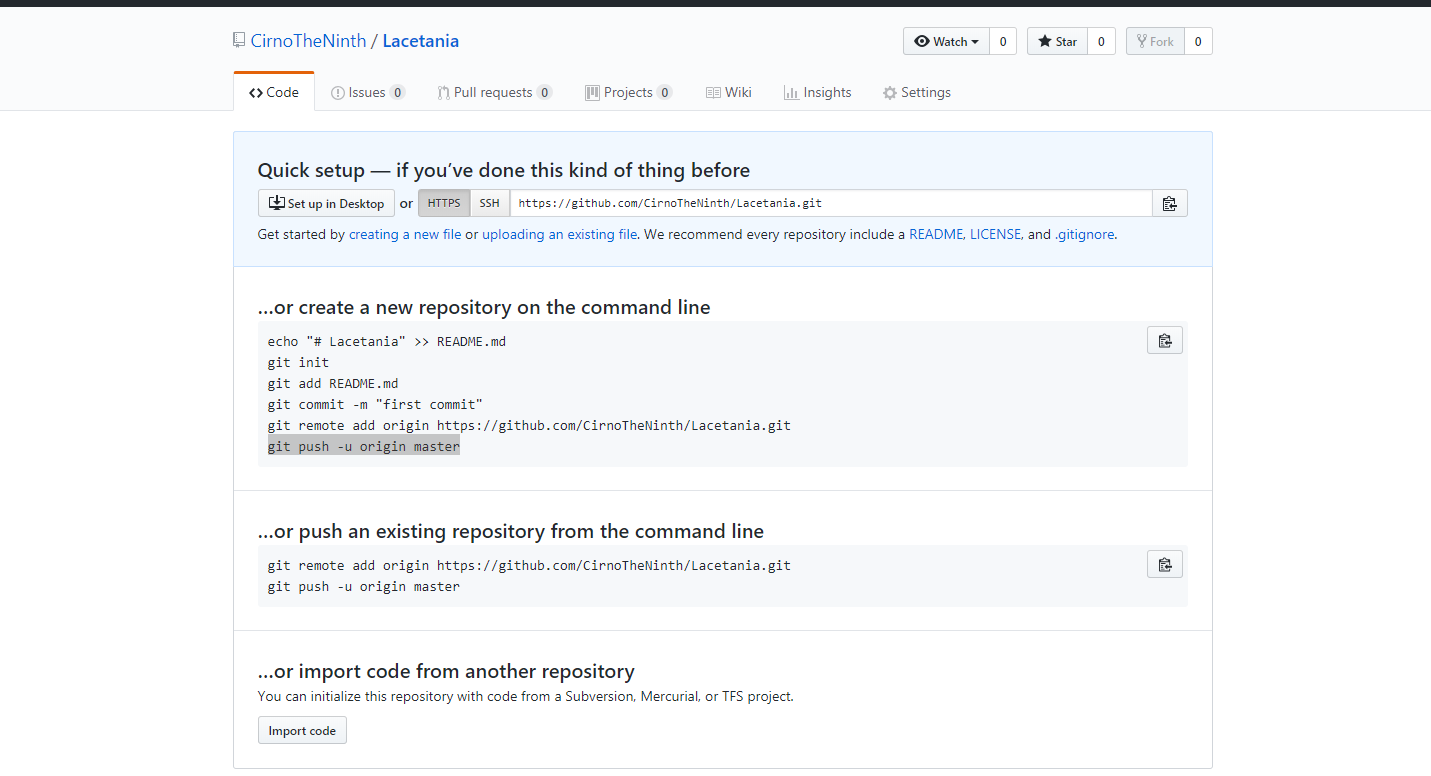 CirnoTheNinth / Lacetania
Watch 0 Star 0 Fork 0
Code Issues 0 Pull requests 0 Projects 0 Wiki Insights Settings
Quick setup — if you’ve done this kind of thing before
Set up in Desktop or HTTPS SSH https://github.com/CirnoTheNinth/Lacetania.git
Get started by creating a new file or uploading an existing file. We recommend every repository include a README, LICENSE, and .gitignore.
…or create a new repository on the command line
echo "# Lacetania" >> README.md
git init
git add README.md
git commit -m "first commit"
git remote add origin https://github.com/CirnoTheNinth/Lacetania.git
git push -u origin master
…or push an existing repository from the command line
git remote add origin https://github.com/CirnoTheNinth/Lacetania.git
git push -u origin master
…or import code from another repository
You can initialize this repository with code from a Subversion, Mercurial, or TFS project.
Import code